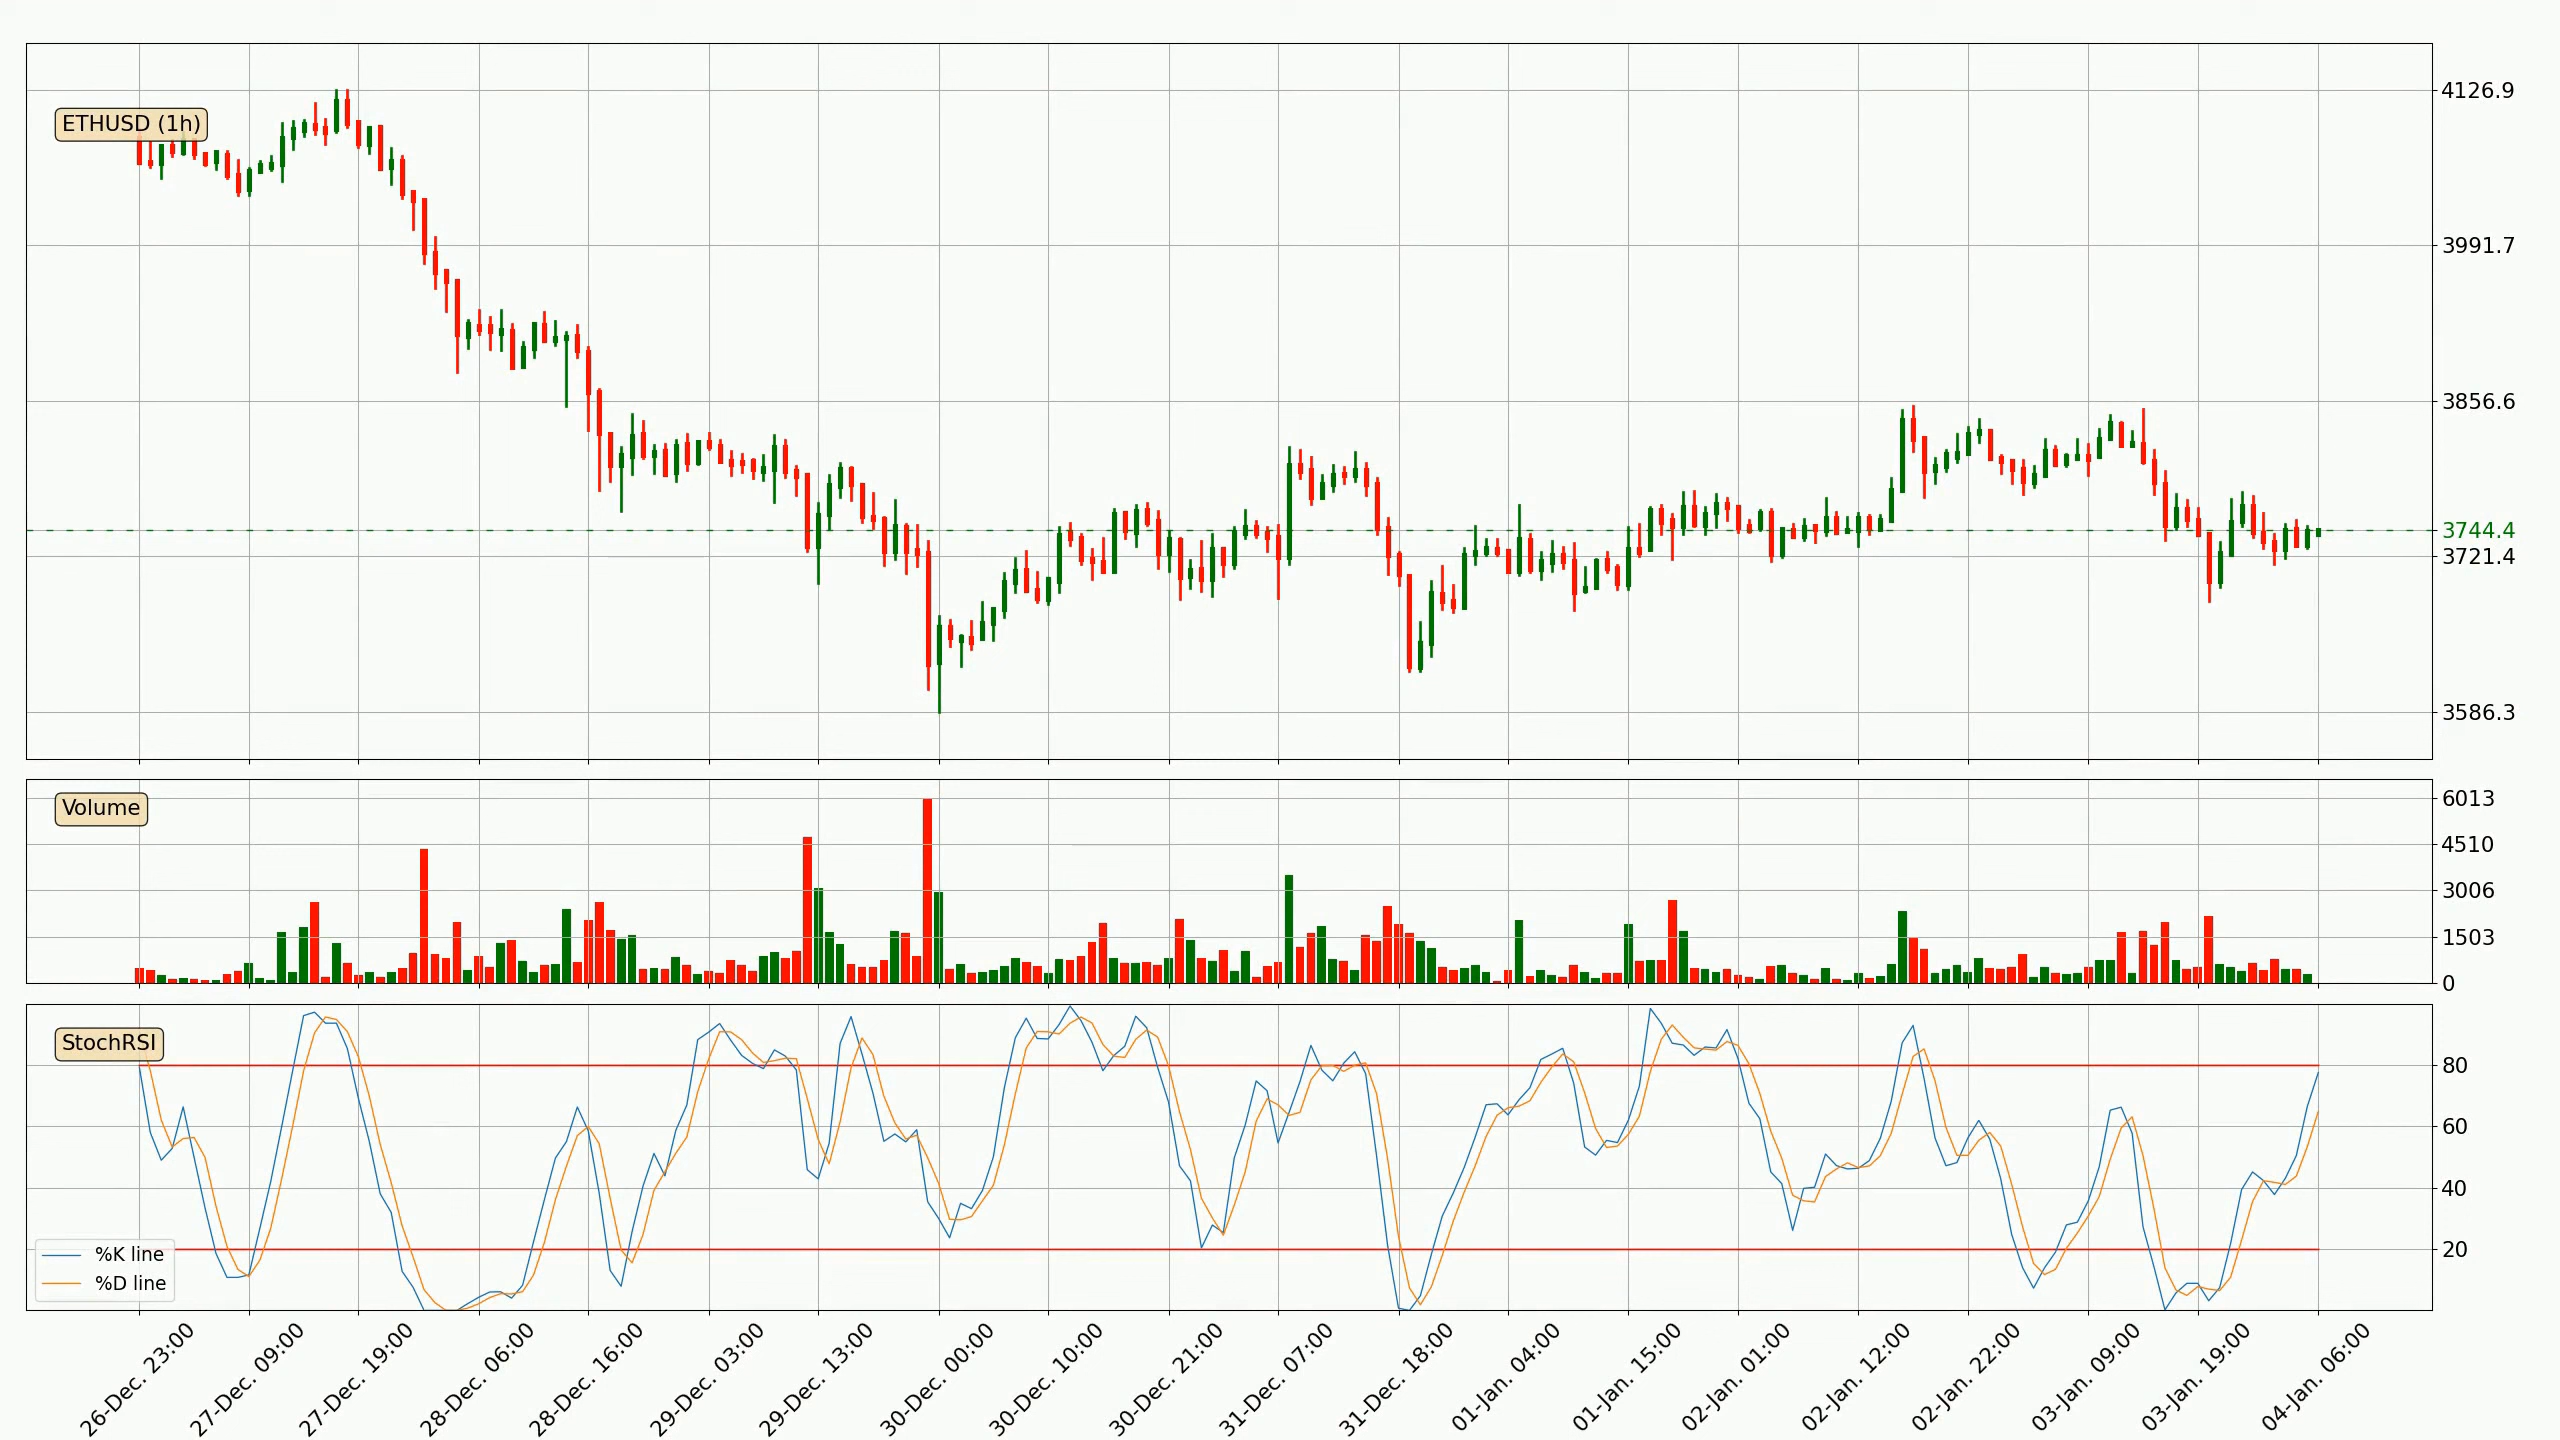 ETHUSD (1h)
4126.9
3991.7
3856.6
3744.4
3721.4
3586.3
Volume
6013
4510
3006
1503
0
StochRSI
80
60
40
20
%K line
%D line
26-Dec. 23:00
27-Dec. 09:00
27-Dec. 19:00
28-Dec. 06:00
28-Dec. 16:00
29-Dec. 03:00
29-Dec. 13:00
30-Dec. 00:00
30-Dec. 10:00
30-Dec. 21:00
31-Dec. 07:00
31-Dec. 18:00
01-Jan. 04:00
01-Jan. 15:00
02-Jan. 01:00
02-Jan. 12:00
02-Jan. 22:00
03-Jan. 09:00
03-Jan. 19:00
04-Jan. 06:00